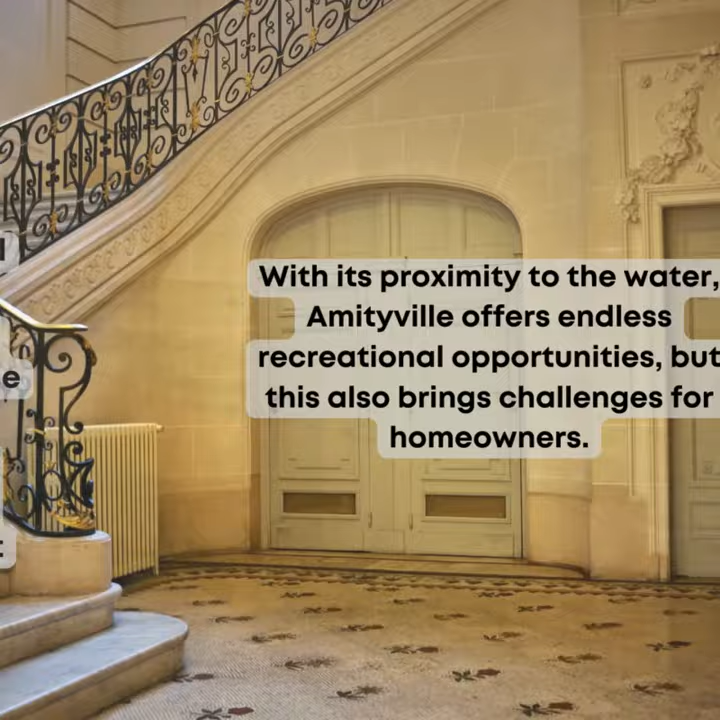 With its proximity to the water,
Amityville offers endless
recreational opportunities, but
this also brings challenges for
homeowners.